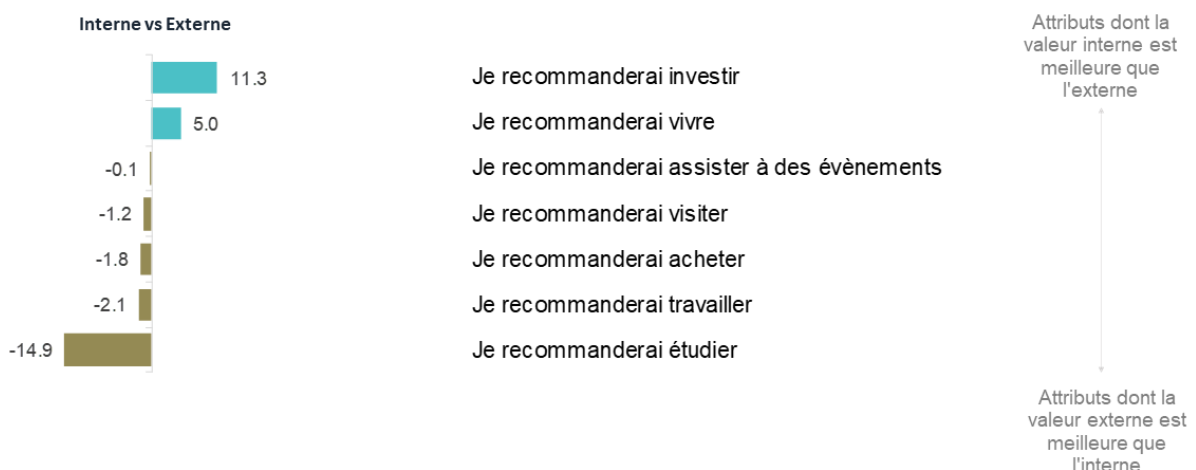 Interne vs Externe
Attributs dont la
valeur interne est
meilleure que
l'externe
11.3 Je recommanderai investir
5.0 Je recommanderai vivre
-0.1 Je recommanderai assister à des évènements
-1.2 Je recommanderai visiter
-1.8 Je recommanderai acheter
-2.1 Je recommanderai travailler
-14.9 Je recommanderai étudier
Attributs dont la
valeur externe est
meilleure que
l'interne